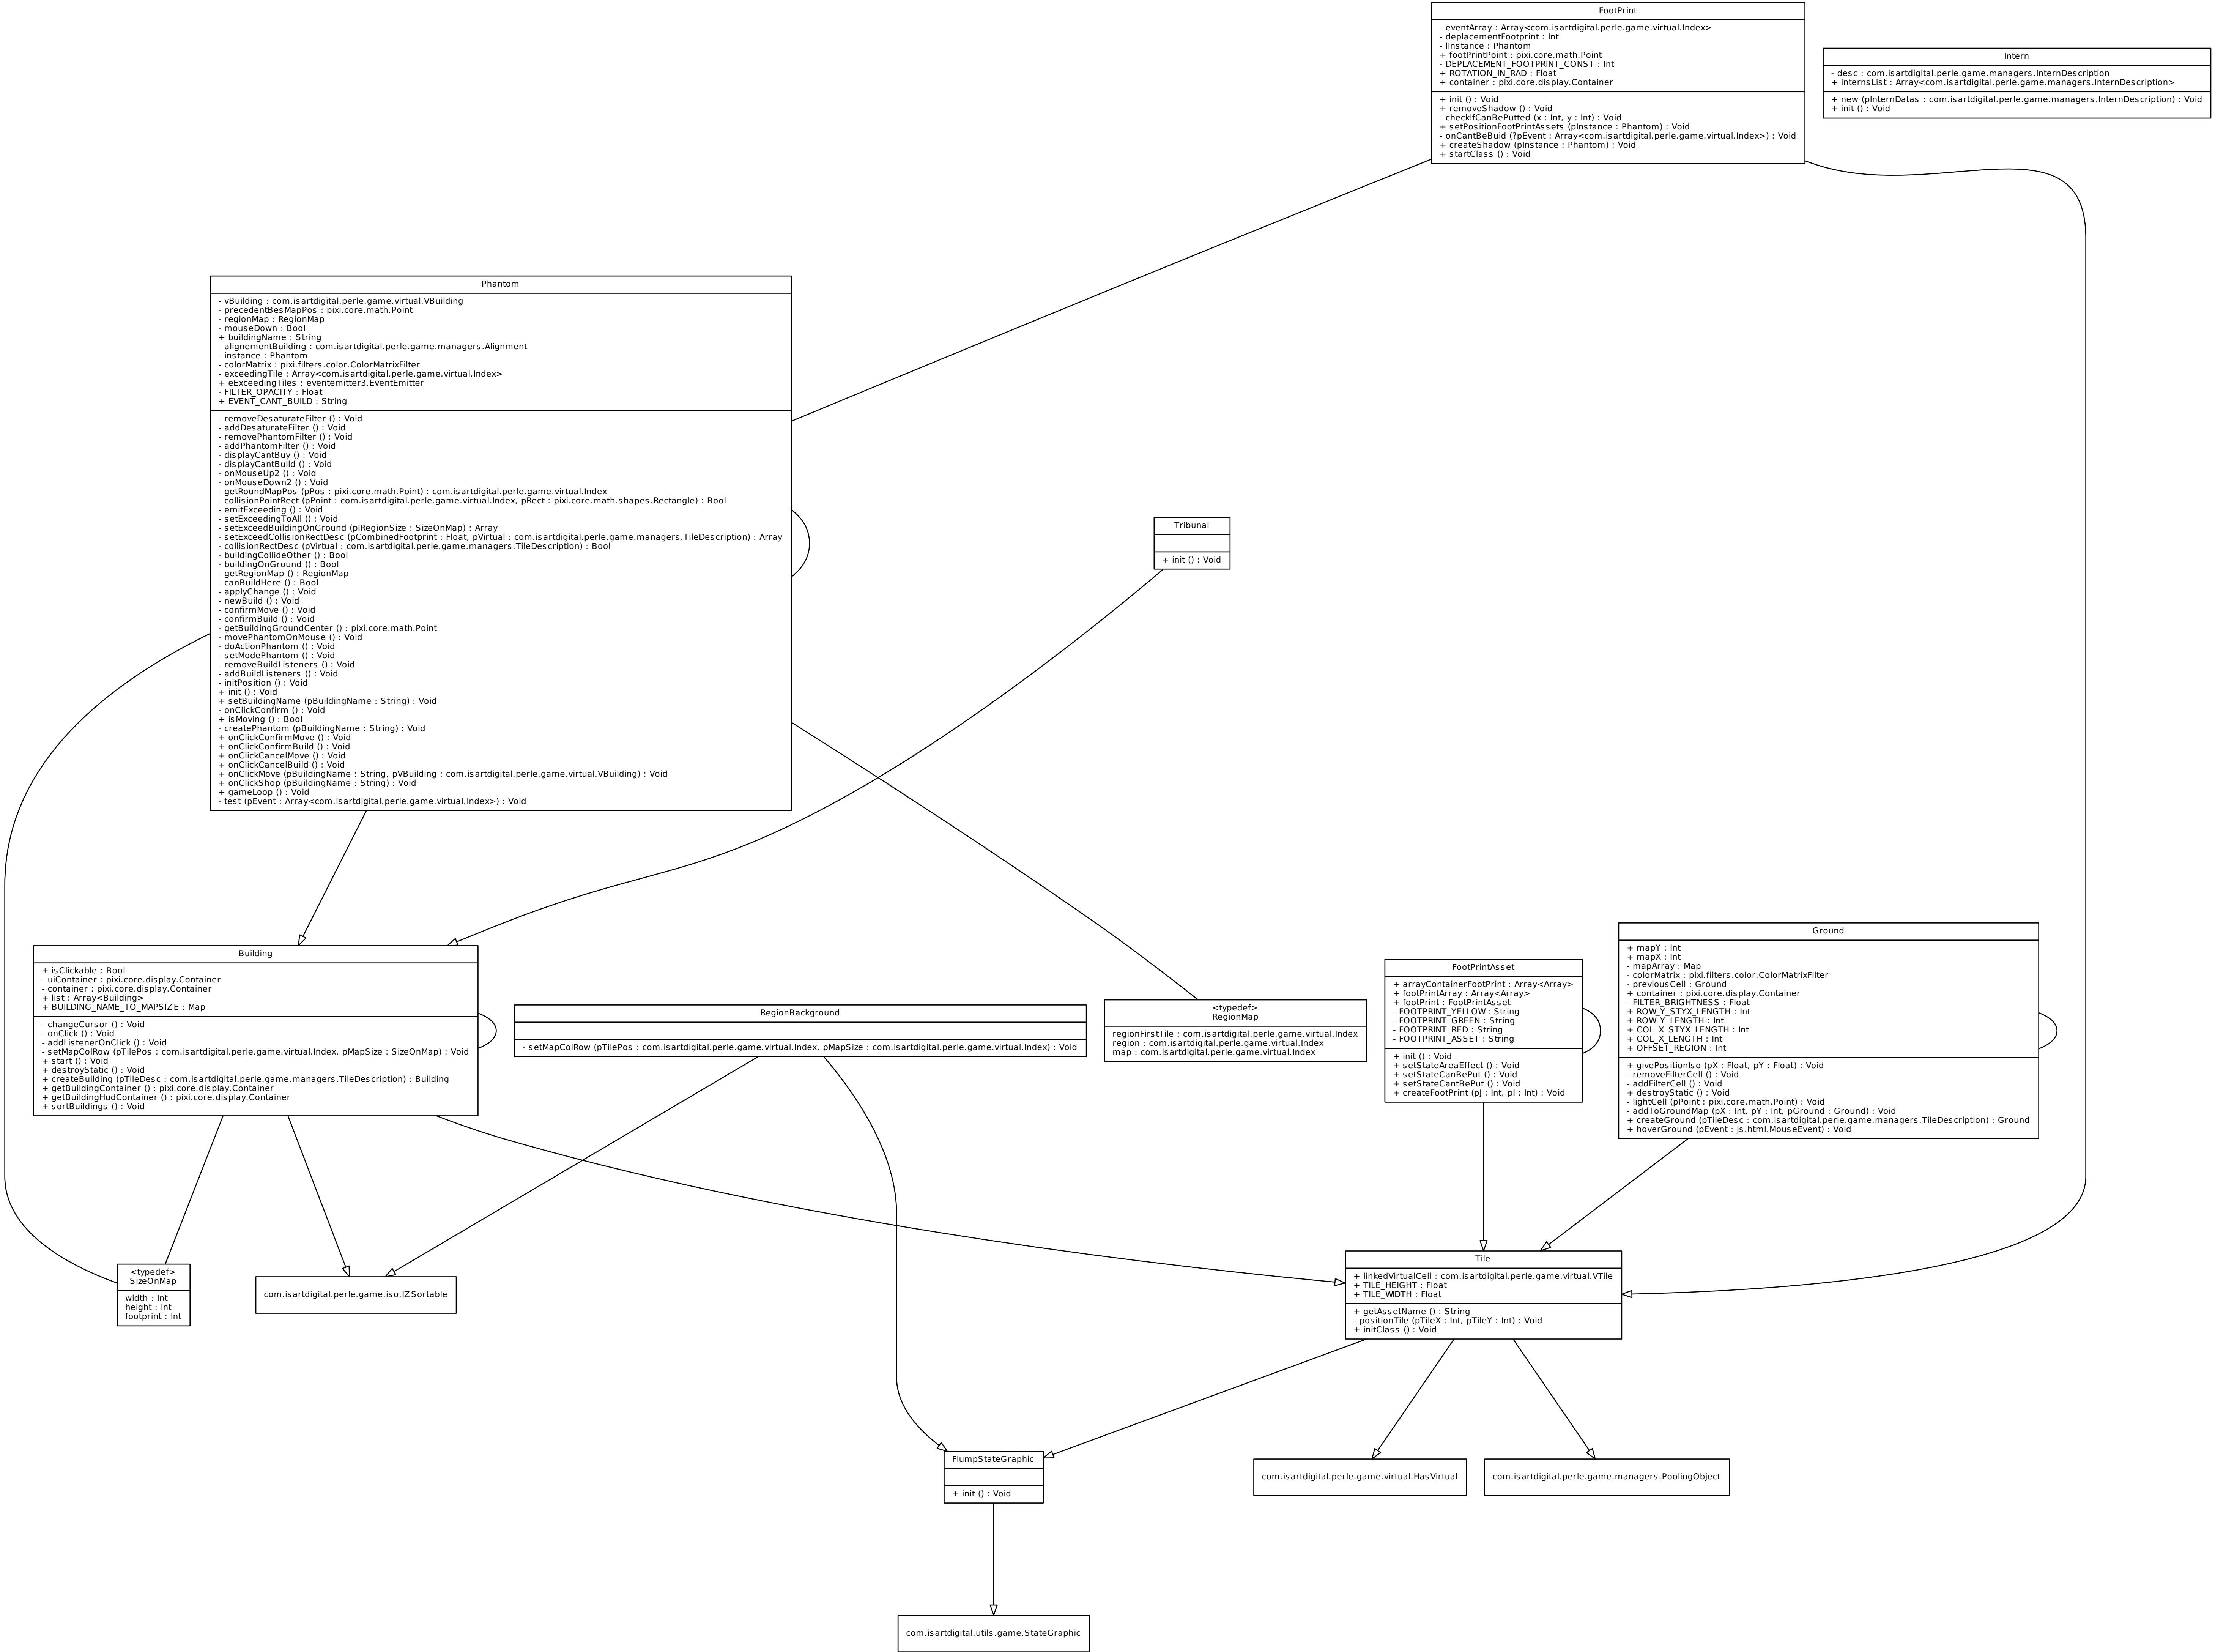 FootPrint
- eventArray : Array<com.isartdigital.perle.game.virtual.Index>
- deplacementFootprint : Int
- lInstance : Phantom
+ footPrintPoint : pixi.core.math.Point
- DEPLACEMENT_FOOTPRINT_CONST : Int
+ ROTATION_IN_RAD : Float
+ container : pixi.core.display.Container
+ init () : Void
+ removeShadow () : Void
- checkIfCanBePutted (x : Int, y : Int) : Void
+ setPositionFootPrintAssets (pInstance : Phantom) : Void
- onCantBeBuid (?pEvent : Array<com.isartdigital.perle.game.virtual.Index>) : Void
+ createShadow (pInstance : Phantom) : Void
+ startClass () : Void
Intern
- desc : com.isartdigital.perle.game.managers.InternDescription
+ internsList : Array<com.isartdigital.perle.game.managers.InternDescription>
+ new (pInternDatas : com.isartdigital.perle.game.managers.InternDescription) : Void
+ init () : Void
Phantom
- vBuilding : com.isartdigital.perle.game.virtual.VBuilding
- precedentBesMapPos : pixi.core.math.Point
- regionMap : RegionMap
- mouseDown : Bool
+ buildingName : String
- alignementBuilding : com.isartdigital.perle.game.managers.Alignment
- instance : Phantom
- colorMatrix : pixi.filters.color.ColorMatrixFilter
- exceedingTile : Array<com.isartdigital.perle.game.virtual.Index>
+ eExceedingTiles : eventemitter3.EventEmitter
- FILTER_OPACITY : Float
+ EVENT_CANT_BUILD : String
- removeDesaturateFilter () : Void
- addDesaturateFilter () : Void
- removePhantomFilter () : Void
- addPhantomFilter () : Void
- displayCantBuy () : Void
- displayCantBuild () : Void
- onMouseUp2 () : Void
- onMouseDown2 () : Void
- getRoundMapPos (pPos : pixi.core.math.Point) : com.isartdigital.perle.game.virtual.Index
- collisionPointRect (pPoint : com.isartdigital.perle.game.virtual.Index, pRect : pixi.core.math.shapes.Rectangle) : Bool
- emitExceeding () : Void
- setExceedingToAll () : Void
- setExceedBuildingOnGround (plRegionSize : SizeOnMap) : Array
- setExceedCollisionRectDesc (pCombinedFootprint : Float, pVirtual : com.isartdigital.perle.game.managers.TileDescription) : Array
- collisionRectDesc (pVirtual : com.isartdigital.perle.game.managers.TileDescription) : Bool
- buildingCollideOther () : Bool
- buildingOnGround () : Bool
- getRegionMap () : RegionMap
- canBuildHere () : Bool
- applyChange () : Void
- newBuild () : Void
- confirmMove () : Void
- confirmBuild () : Void
- getBuildingGroundCenter () : pixi.core.math.Point
- movePhantomOnMouse () : Void
- doActionPhantom () : Void
- setModePhantom () : Void
- removeBuildListeners () : Void
- addBuildListeners () : Void
- initPosition () : Void
+ init () : Void
+ setBuildingName (pBuildingName : String) : Void
- onClickConfirm () : Void
+ isMoving () : Bool
- createPhantom (pBuildingName : String) : Void
+ onClickConfirmMove () : Void
+ onClickConfirmBuild () : Void
+ onClickCancelMove () : Void
+ onClickCancelBuild () : Void
+ onClickMove (pBuildingName : String, pVBuilding : com.isartdigital.perle.game.virtual.VBuilding) : Void
+ onClickShop (pBuildingName : String) : Void
+ gameLoop () : Void
- test (pEvent : Array<com.isartdigital.perle.game.virtual.Index>) : Void
Tribunal
+ init () : Void
Building
+ isClickable : Bool
- uiContainer : pixi.core.display.Container
- container : pixi.core.display.Container
+ list : Array<Building>
+ BUILDING_NAME_TO_MAPSIZE : Map
- changeCursor () : Void
- onClick () : Void
- addListenerOnClick () : Void
- setMapColRow (pTilePos : com.isartdigital.perle.game.virtual.Index, pMapSize : SizeOnMap) : Void
+ start () : Void
+ destroyStatic () : Void
+ createBuilding (pTileDesc : com.isartdigital.perle.game.managers.TileDescription) : Building
+ getBuildingContainer () : pixi.core.display.Container
+ getBuildingHudContainer () : pixi.core.display.Container
+ sortBuildings () : Void
RegionBackground
- setMapColRow (pTilePos : com.isartdigital.perle.game.virtual.Index, pMapSize : com.isartdigital.perle.game.virtual.Index) : Void
<typedef>
RegionMap
regionFirstTile : com.isartdigital.perle.game.virtual.Index
region : com.isartdigital.perle.game.virtual.Index
map : com.isartdigital.perle.game.virtual.Index
FootPrintAsset
+ arrayContainerFootPrint : Array<Array>
+ footPrintArray : Array<Array>
+ footPrint : FootPrintAsset
- FOOTPRINT_YELLOW : String
- FOOTPRINT_GREEN : String
- FOOTPRINT_RED : String
- FOOTPRINT_ASSET : String
+ init () : Void
+ setStateAreaEffect () : Void
+ setStateCanBePut () : Void
+ setStateCantBePut () : Void
+ createFootPrint (pJ : Int, pI : Int) : Void
Ground
+ mapY : Int
+ mapX : Int
- mapArray : Map
- colorMatrix : pixi.filters.color.ColorMatrixFilter
- previousCell : Ground
+ container : pixi.core.display.Container
- FILTER_BRIGHTNESS : Float
+ ROW_Y_STYX_LENGTH : Int
+ ROW_Y_LENGTH : Int
+ COL_X_STYX_LENGTH : Int
+ COL_X_LENGTH : Int
+ OFFSET_REGION : Int
+ givePositionIso (pX : Float, pY : Float) : Void
- removeFilterCell () : Void
- addFilterCell () : Void
+ destroyStatic () : Void
- lightCell (pPoint : pixi.core.math.Point) : Void
- addToGroundMap (pX : Int, pY : Int, pGround : Ground) : Void
+ createGround (pTileDesc : com.isartdigital.perle.game.managers.TileDescription) : Ground
+ hoverGround (pEvent : js.html.MouseEvent) : Void
<typedef>
SizeOnMap
width : Int
height : Int
footprint : Int
com.isartdigital.perle.game.iso.IZSortable
Tile
+ linkedVirtualCell : com.isartdigital.perle.game.virtual.VTile
+ TILE_HEIGHT : Float
+ TILE_WIDTH : Float
+ getAssetName () : String
- positionTile (pTileX : Int, pTileY : Int) : Void
+ initClass () : Void
FlumpStateGraphic
+ init () : Void
com.isartdigital.perle.game.virtual.HasVirtual
com.isartdigital.perle.game.managers.PoolingObject
com.isartdigital.utils.game.StateGraphic